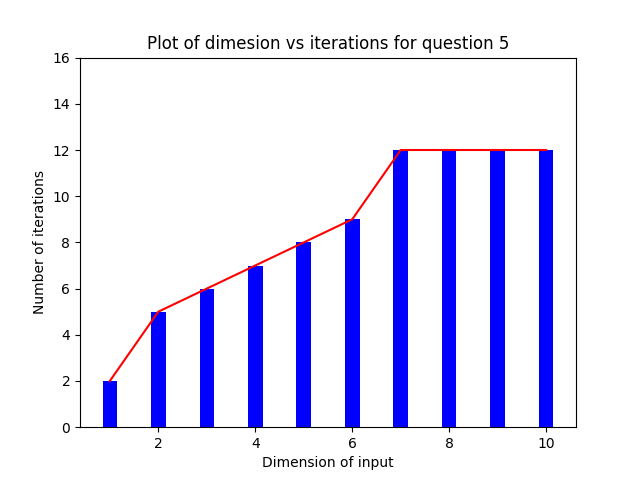 Plot of dimesion vs iterations for question 5
16
14
12
10
8
6
4
2
0
Number of iterations
2 4 6 8 10
Dimension of input